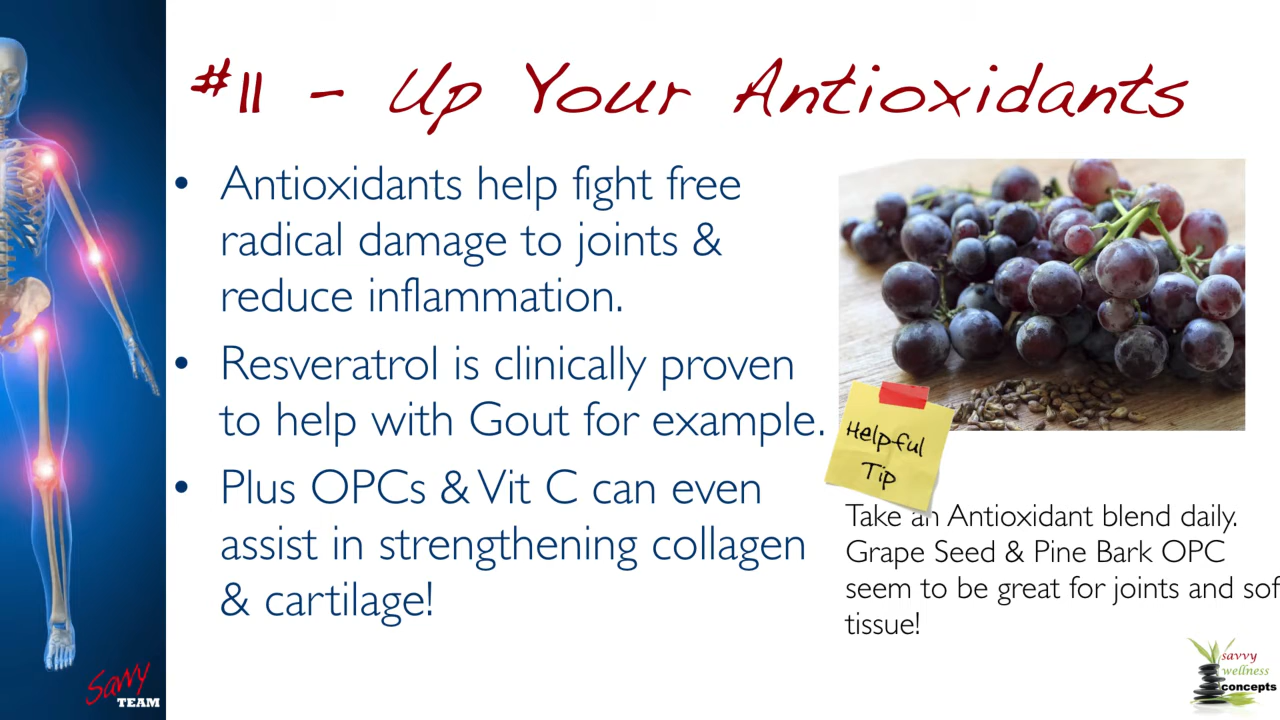 #11 - Up Your Antioxidants
• Antioxidants help fight free
radical damage to joints &
reduce inflammation.
• Resveratrol is clinically proven
to help with Gout for example.
• Plus OPCs & Vit C can even
assist in strengthening collagen
& cartilage!
Helpful
Tip
Take an Antioxidant blend daily.
Grape Seed & Pine Bark OPC
seem to be great for joints and sof
tissue!
Savvy
TEAM
savvy
wellness
concepts